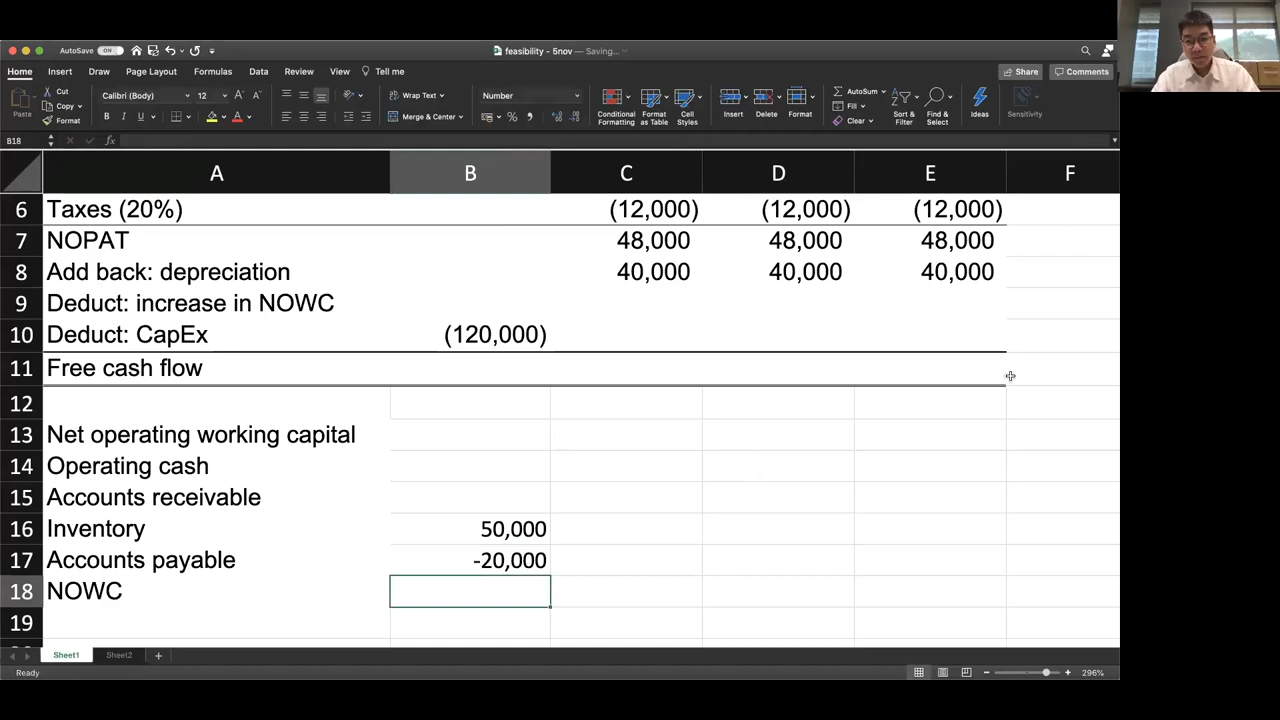 AutoSave ON feasibility - 5nov — Saving...
Home Insert Draw Page Layout Formulas Data Review View Tell me Share Comments
Paste Cut Copy Format Calibri (Body) 12 A^ A˅ Wrap Text Number Conditional Formatting Format as Table Cell Styles Insert Delete Format AutoSum Fill Clear Sort & Filter Find & Select Ideas Sensitivity
B I U A Merge & Center % ,
B18 fx
A B C D E F
6 Taxes (20%) (12,000) (12,000) (12,000)
7 NOPAT 48,000 48,000 48,000
8 Add back: depreciation 40,000 40,000 40,000
9 Deduct: increase in NOWC
10 Deduct: CapEx (120,000)
11 Free cash flow
12
13 Net operating working capital
14 Operating cash
15 Accounts receivable
16 Inventory 50,000
17 Accounts payable -20,000
18 NOWC
19
Sheet1 Sheet2 +
Ready 296%